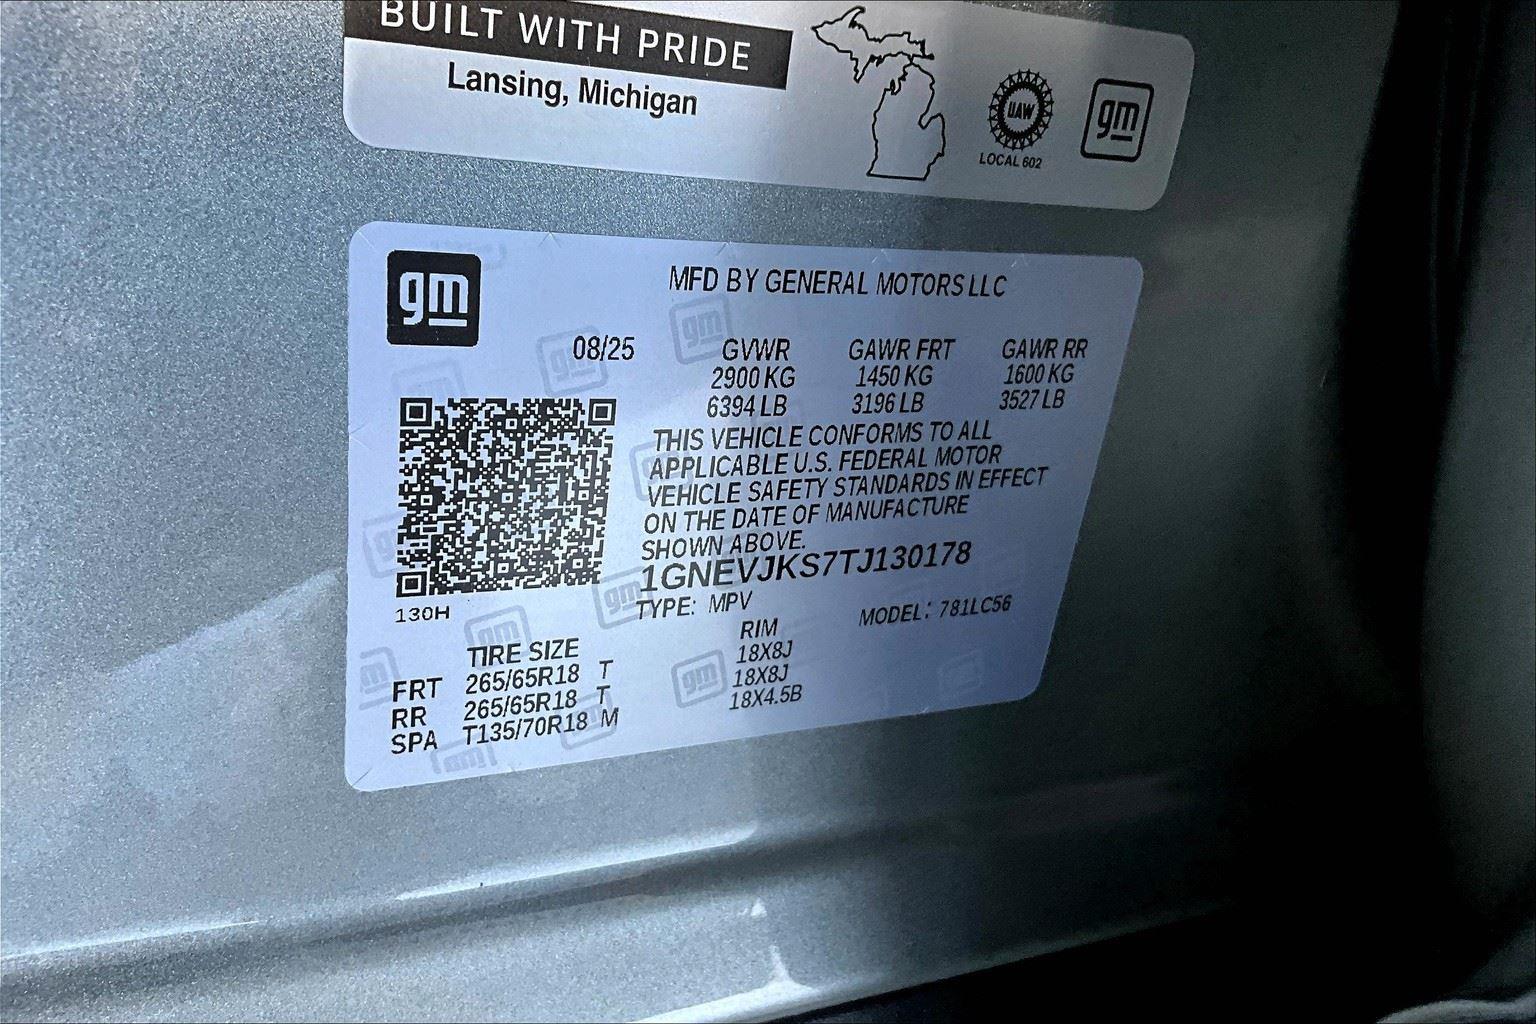 BUILT WITH PRIDE
Lansing, Michigan
UAW
LOCAL 602
gm
gm
MFD BY GENERAL MOTORS LLC
08/25 GVWR GAWR FRT GAWR RR
2900 KG 1450 KG 1600 KG
6394 LB 3196 LB 3527 LB
THIS VEHICLE CONFORMS TO ALL
APPLICABLE U.S. FEDERAL MOTOR
VEHICLE SAFETY STANDARDS IN EFFECT
ON THE DATE OF MANUFACTURE
SHOWN ABOVE.
1GNEVJKS7TJ130178
130H
TYPE: MPV MODEL: 781LC56
TIRE SIZE RIM
FRT 265/65R18 T 18X8J
RR 265/65R18 T 18X8J
SPA T135/70R18 M 18X4.5B